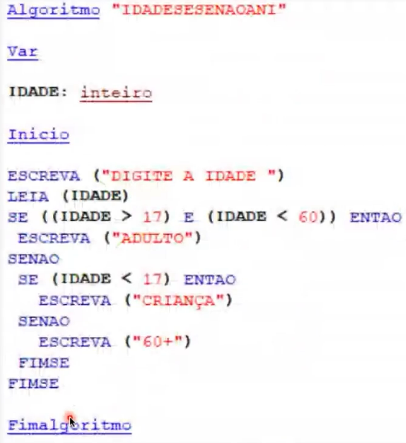 Algoritmo "IDADESESENAOANI"
Var
IDADE: inteiro
Inicio
ESCREVA ("DIGITE A IDADE ")
LEIA (IDADE)
SE ((IDADE > 17) E (IDADE < 60)) ENTAO
ESCREVA ("ADULTO")
SENAO
SE (IDADE < 17) ENTAO
ESCREVA ("CRIANÇA")
SENAO
ESCREVA ("60+")
FIMSE
FIMSE
Fimalgoritmo